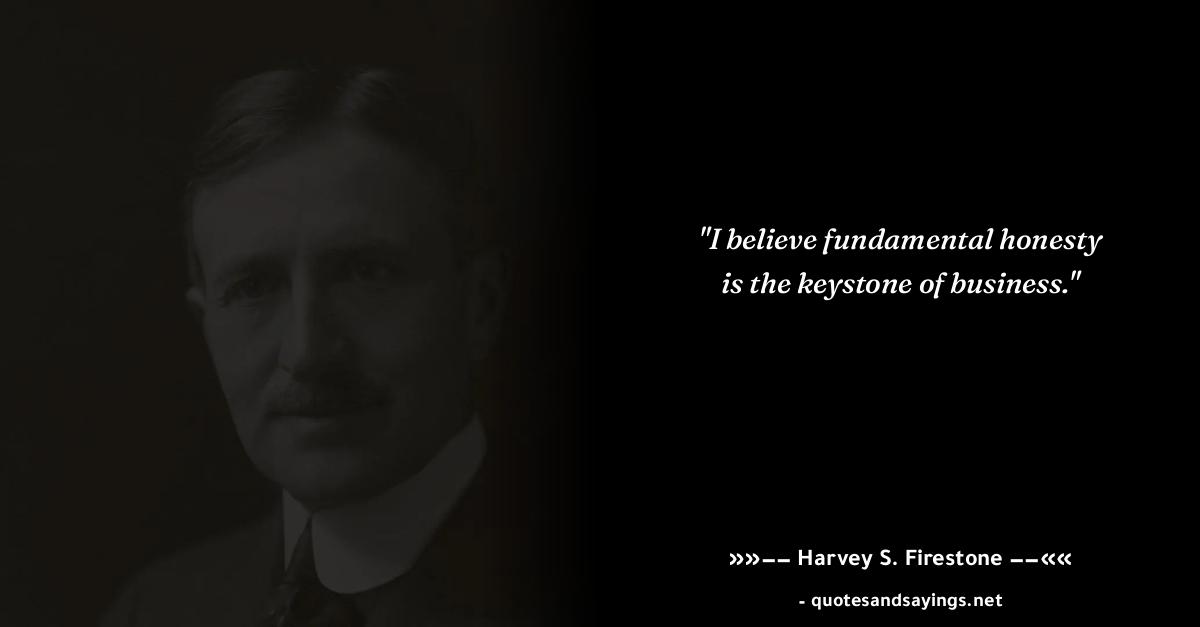 "I believe fundamental honesty
is the keystone of business."
»»−− Harvey S. Firestone −−««
- quotesandsayings.net